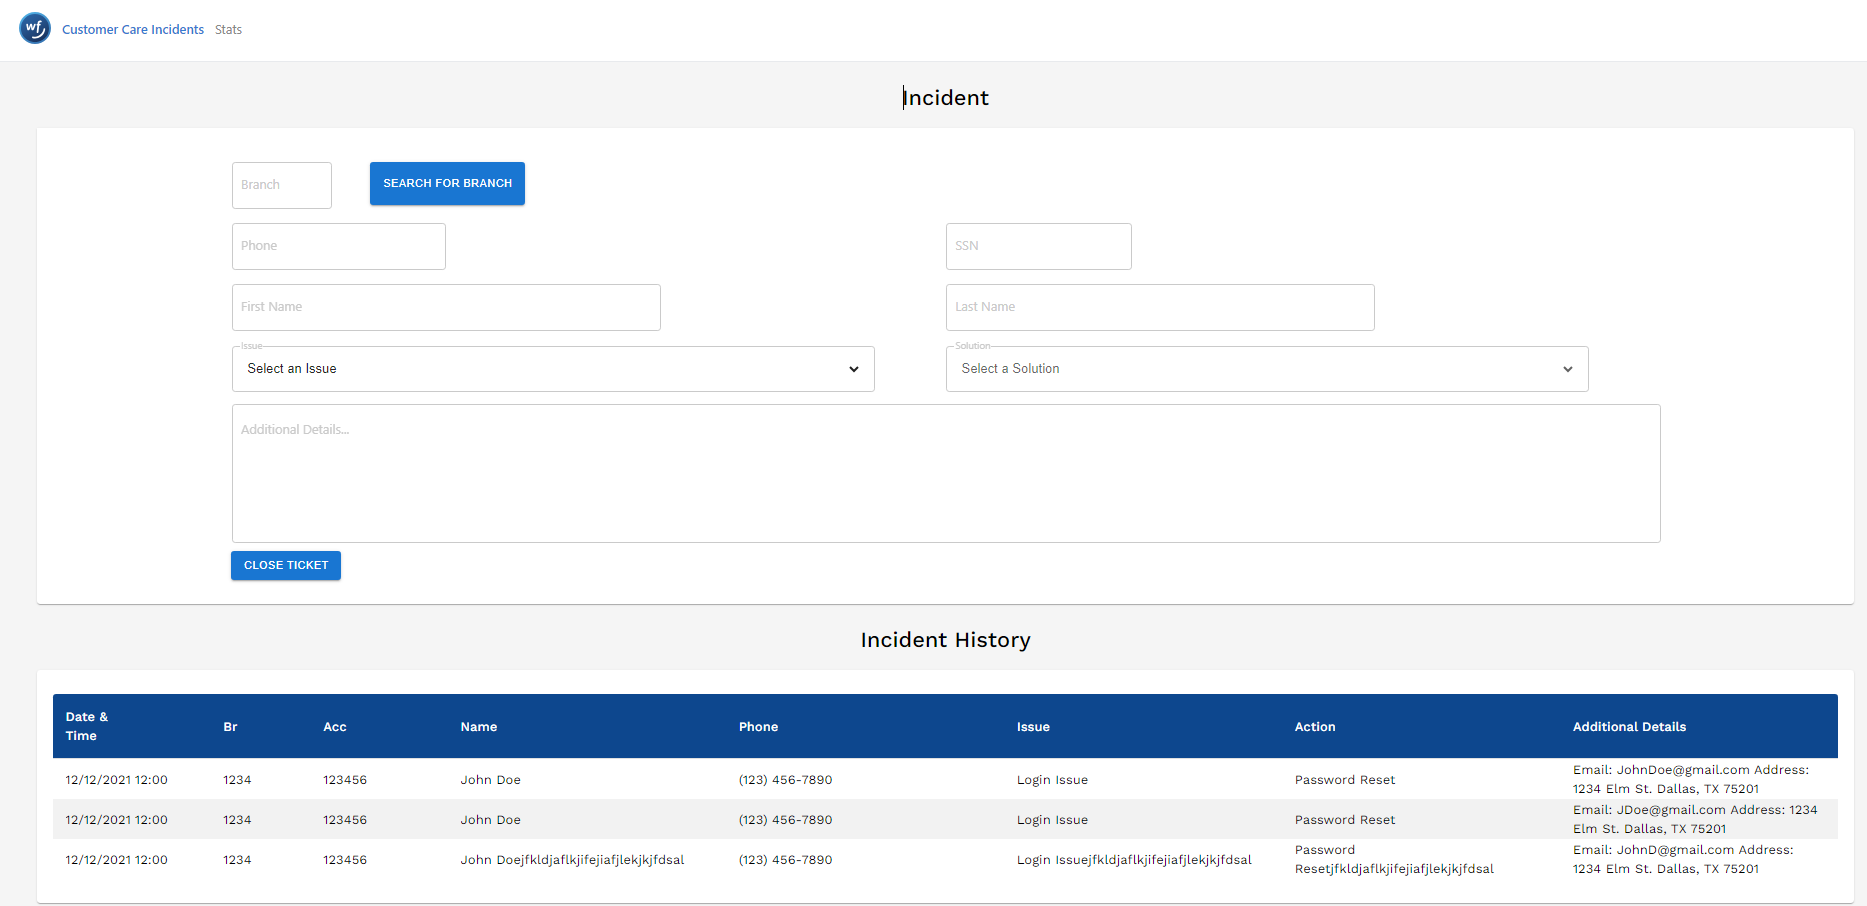 wf Customer Care Incidents Stats
Incident
Branch SEARCH FOR BRANCH
Phone SSN
First Name Last Name
Issue Solution
Select an Issue Select a Solution
Additional Details...
CLOSE TICKET
Incident History
Date &
Time Br Acc Name Phone Issue Action Additional Details
12/12/2021 12:00 1234 123456 John Doe (123) 456-7890 Login Issue Password Reset Email: JohnDoe@gmail.com Address:
1234 Elm St. Dallas, TX 75201
12/12/2021 12:00 1234 123456 John Doe (123) 456-7890 Login Issue Password Reset Email: JDoe@gmail.com Address: 1234
Elm St. Dallas, TX 75201
12/12/2021 12:00 1234 123456 John Doejfkldjaflkjifejiafjlekjkjfdsal (123) 456-7890 Login Issuejfkldjaflkjifejiafjlekjkjfdsal Password
Resetjfkldjaflkjifejiafjlekjkjfdsal Email: JohnD@gmail.com Address:
1234 Elm St. Dallas, TX 75201